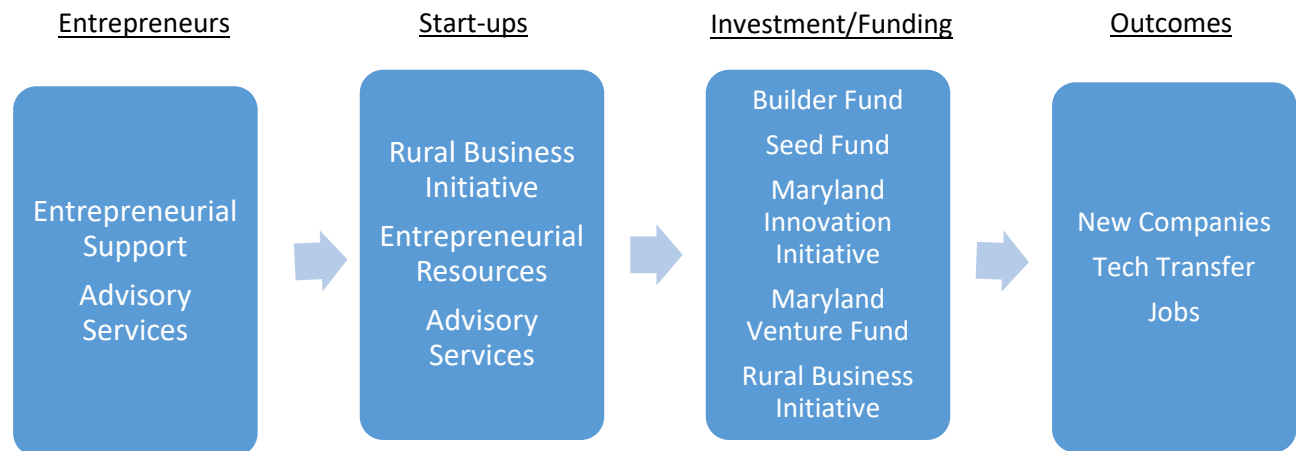 Entrepreneurs
Start-ups
Investment/Funding
Outcomes
Entrepreneurial
Support
Advisory
Services
Rural Business
Initiative
Entrepreneurial
Resources
Advisory
Services
Builder Fund
Seed Fund
Maryland
Innovation
Initiative
Maryland
Venture Fund
Rural Business
Initiative
New Companies
Tech Transfer
Jobs